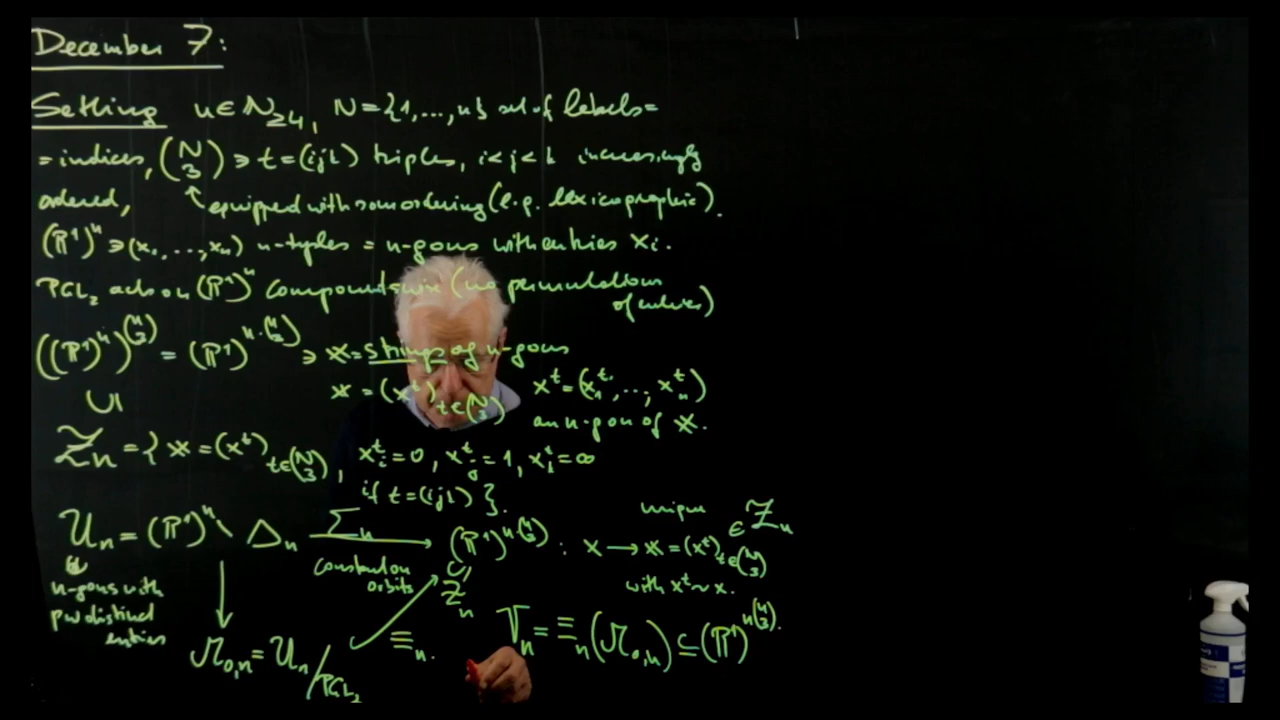 December 7:
Setting n ∈ ℕ≥4, N = {1,...,n} set of labels =
= indices, (N 3) ∋ t = (ijk) triples, i<j<k increasingly
ordered, ↖ equipped with some ordering (e.g. lexicographic).
(ℙ¹)ⁿ ∋ (x₁,...,xₙ) n-tuples = n-gons with entries xᵢ.
PGL₂ acts on (ℙ¹)ⁿ componentwise (no permutations
of entries)
((ℙ¹)ⁿ)^(n 3) = (ℙ¹)^n·(n 3) ∋ 𝕩 = strings of n-gons
∪| 𝕩 = (xᵗ)t∈(N 3) xᵗ = (x₁ᵗ,...,xₙᵗ)
an n-gon of 𝕩.
𝒵ₙ = { 𝕩 = (xᵗ)t∈(N 3), xᵢᵗ = 0, xⱼᵗ = 1, xₖᵗ = ∞
if t = (ijk) }.
𝒰ₙ = (ℙ¹)ⁿ \ Δₙ —Σₙ→ (ℙ¹)^n(n 3) : x → 𝕩 = (xᵗ)t∈(N 3) ∈ 𝒵ₙ
unique
constant on
orbits
with xᵗ ~ x.
n-gons with
pw distinct
entries
∪|
𝒵ₙ
ℳ₀,ₙ = 𝒰ₙ/PGL₂ ≡ₙ. 𝕋ₙ = ≡ₙ(ℳ₀,ₙ) ⊆ (ℙ¹)^n(n 3).